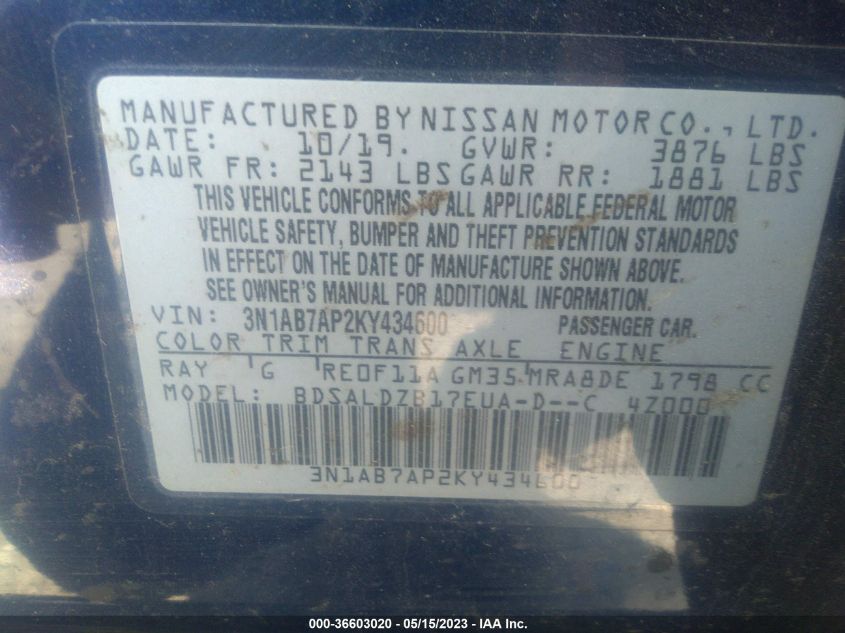 MANUFACTURED BY NISSAN MOTOR CO., LTD.
DATE: 10/19. GVWR: 3876 LBS
GAWR FR: 2143 LBS GAWR RR: 1881 LBS
THIS VEHICLE CONFORMS TO ALL APPLICABLE FEDERAL MOTOR
VEHICLE SAFETY, BUMPER AND THEFT PREVENTION STANDARDS
IN EFFECT ON THE DATE OF MANUFACTURE SHOWN ABOVE.
SEE OWNER'S MANUAL FOR ADDITIONAL INFORMATION.
VIN: 3N1AB7AP2KY434600 PASSENGER CAR.
COLOR TRIM TRANS AXLE ENGINE
RAY G RE0F11A GM35 MRA8DE 1798 CC
MODEL: BDSALDZB17EUA-D--C 4Z000
3N1AB7AP2KY434600
000-36603020 - 05/15/2023 - IAA Inc.